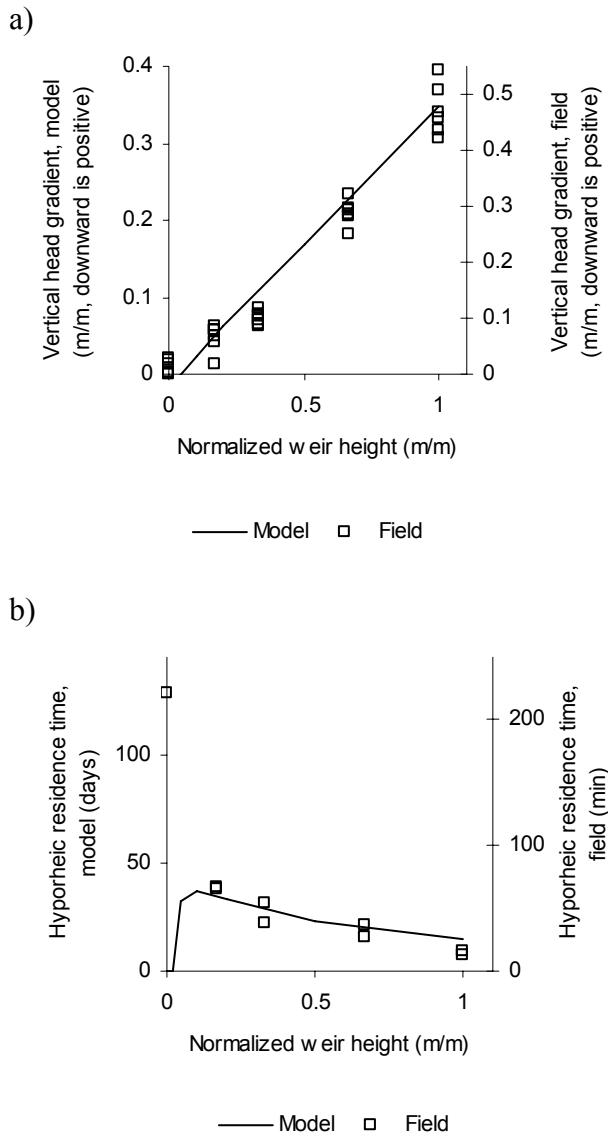 a)
Vertical head gradient, model
(m/m, downward is positive)
0.4
0.3
0.2
0.1
0
0.5
0.4
0.3
0.2
0.1
0
Vertical head gradient, field
(m/m, downward is positive)
0
0.5
1
Normalized weir height (m/m)
Model
Field
b)
Hyporheic residence time,
model (days)
100
50
0
200
100
0
Hyporheic residence time,
field (min)
0
0.5
1
Normalized weir height (m/m)
Model
Field